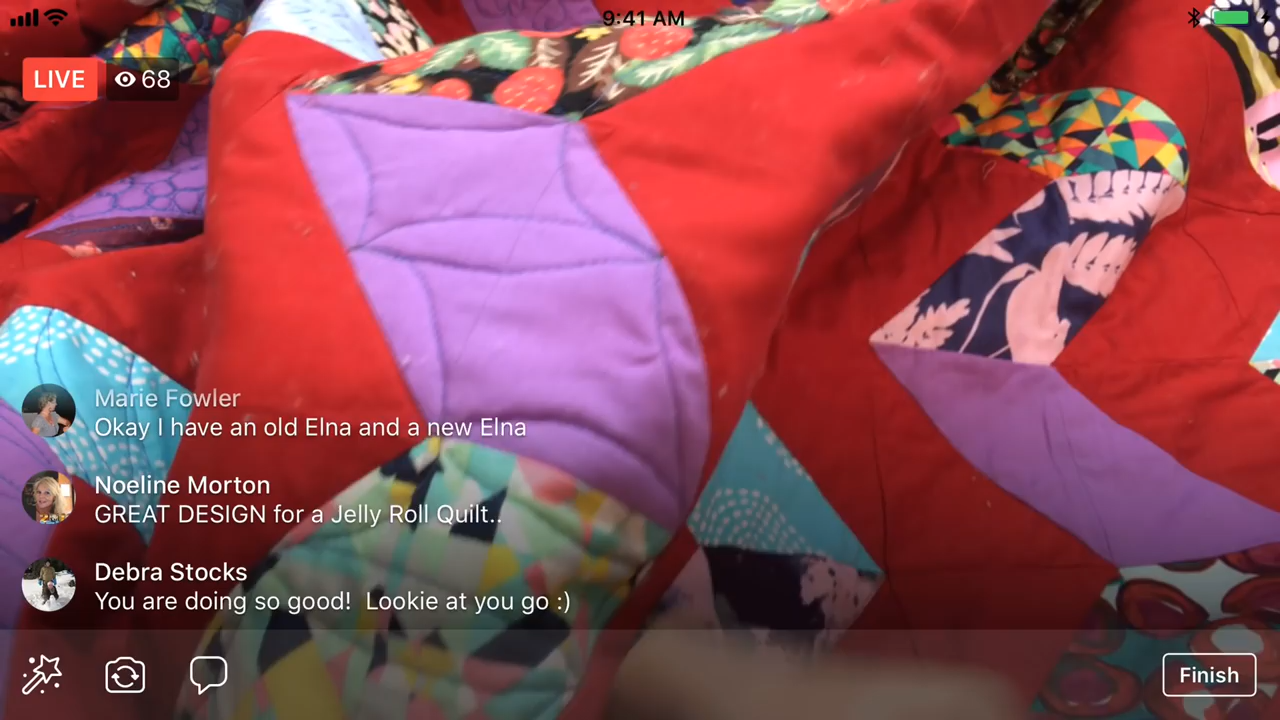 9:41 AM
LIVE
68
Marie Fowler
Okay I have an old Elna and a new Elna
Noeline Morton
GREAT DESIGN for a Jelly Roll Quilt..
Debra Stocks
You are doing so good!  Lookie at you go :)
Finish